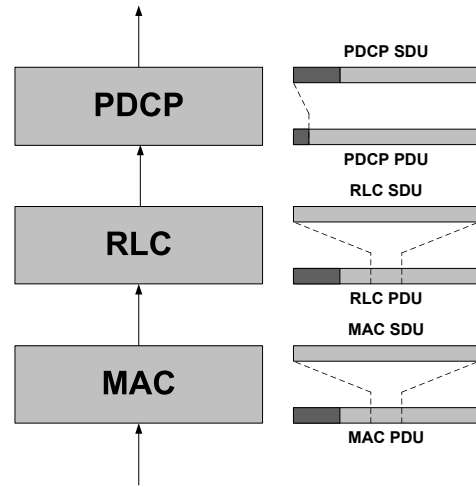 PDCP SDU
PDCP
PDCP PDU
RLC SDU
RLC
RLC PDU
MAC SDU
MAC
MAC PDU